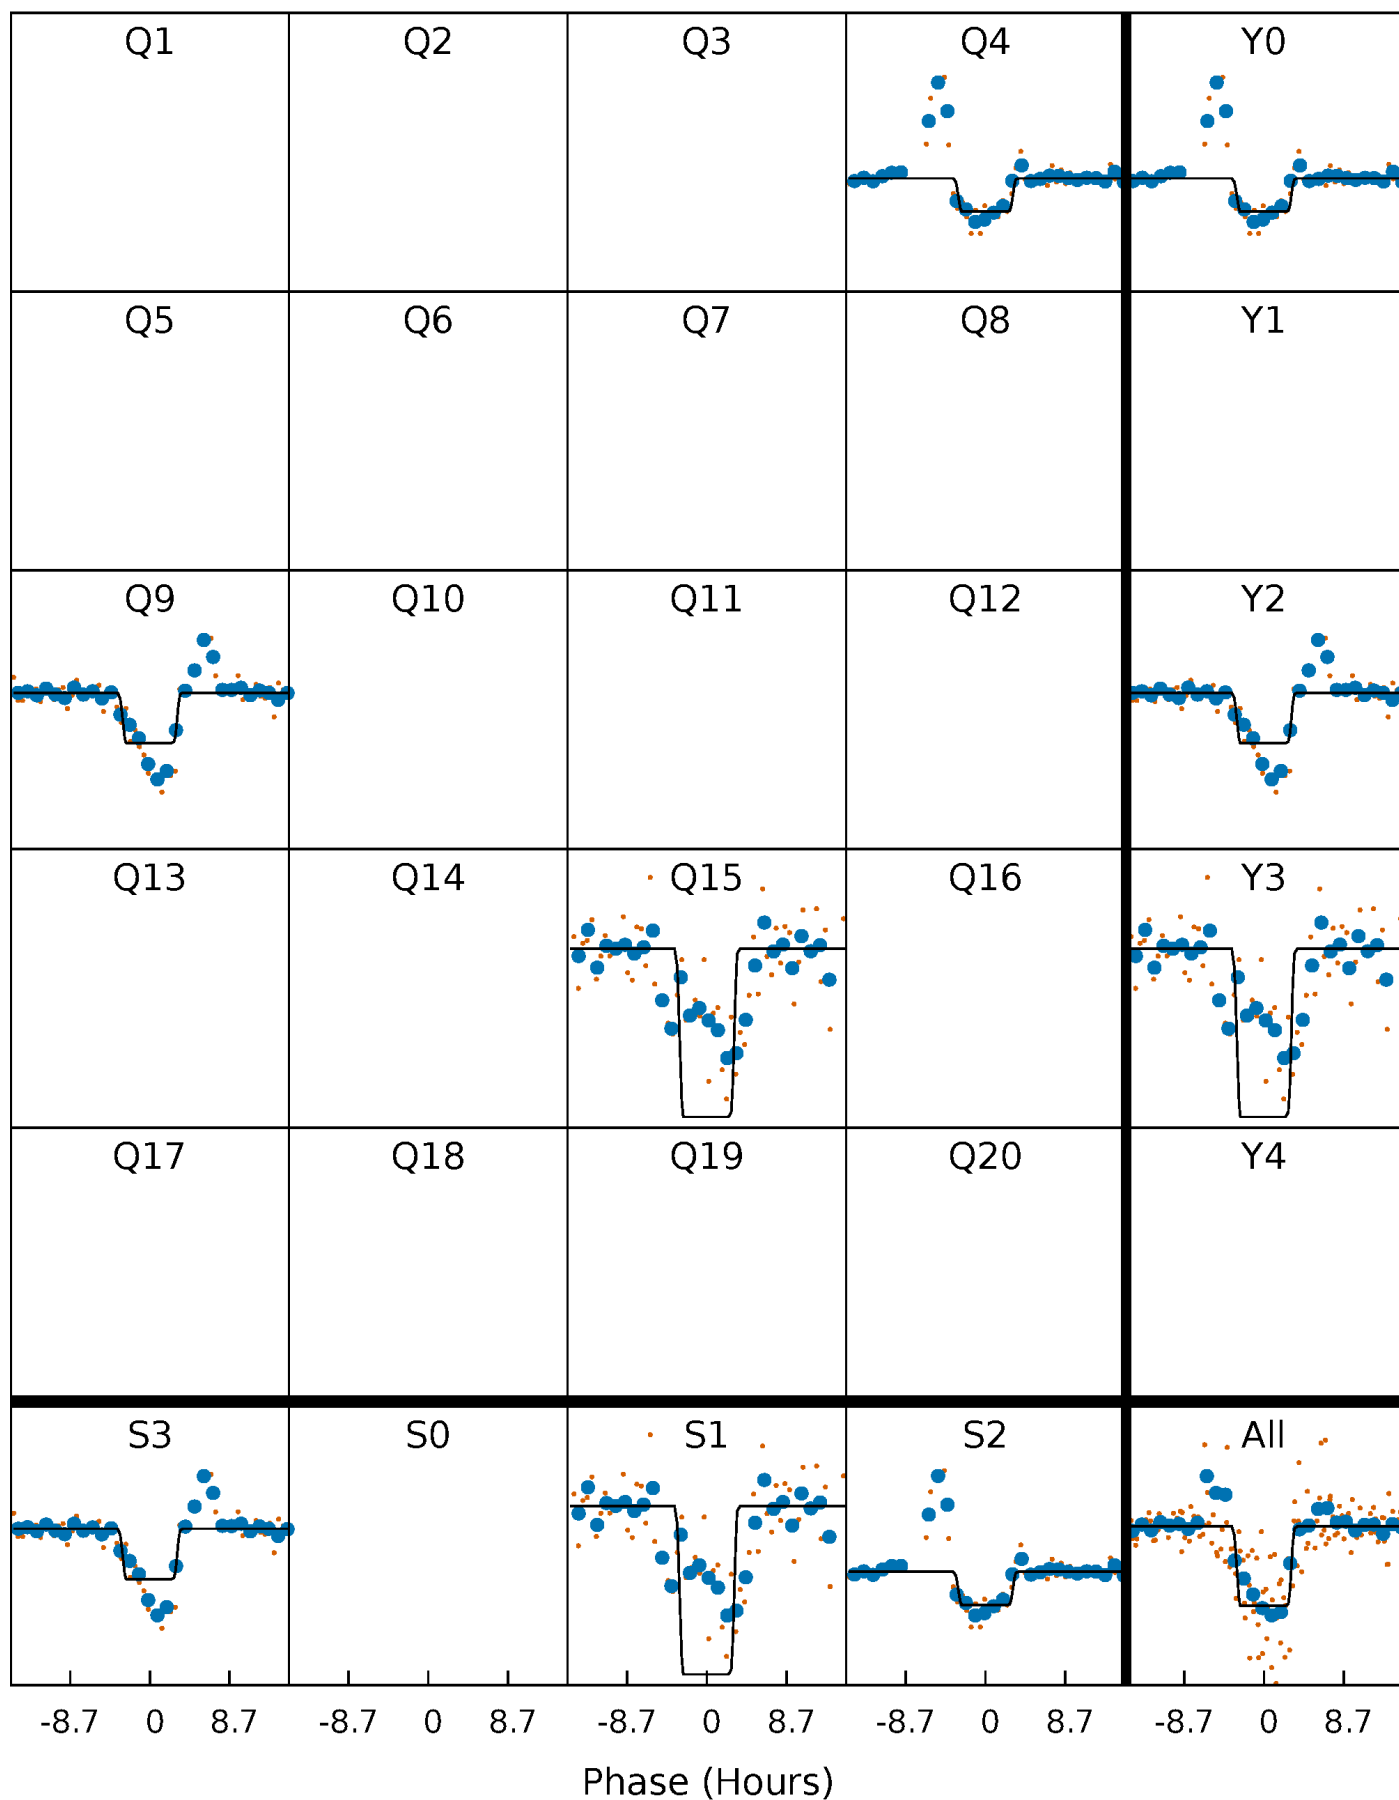 Q1 Q2 Q3 Q4 Y0
Q5 Q6 Q7 Q8 Y1
Q9 Q10 Q11 Q12 Y2
Q13 Q14 Q15 Q16 Y3
Q17 Q18 Q19 Q20 Y4
S3 S0 S1 S2 All
-8.7 0 8.7 -8.7 0 8.7 -8.7 0 8.7 -8.7 0 8.7 -8.7 0 8.7
Phase (Hours)